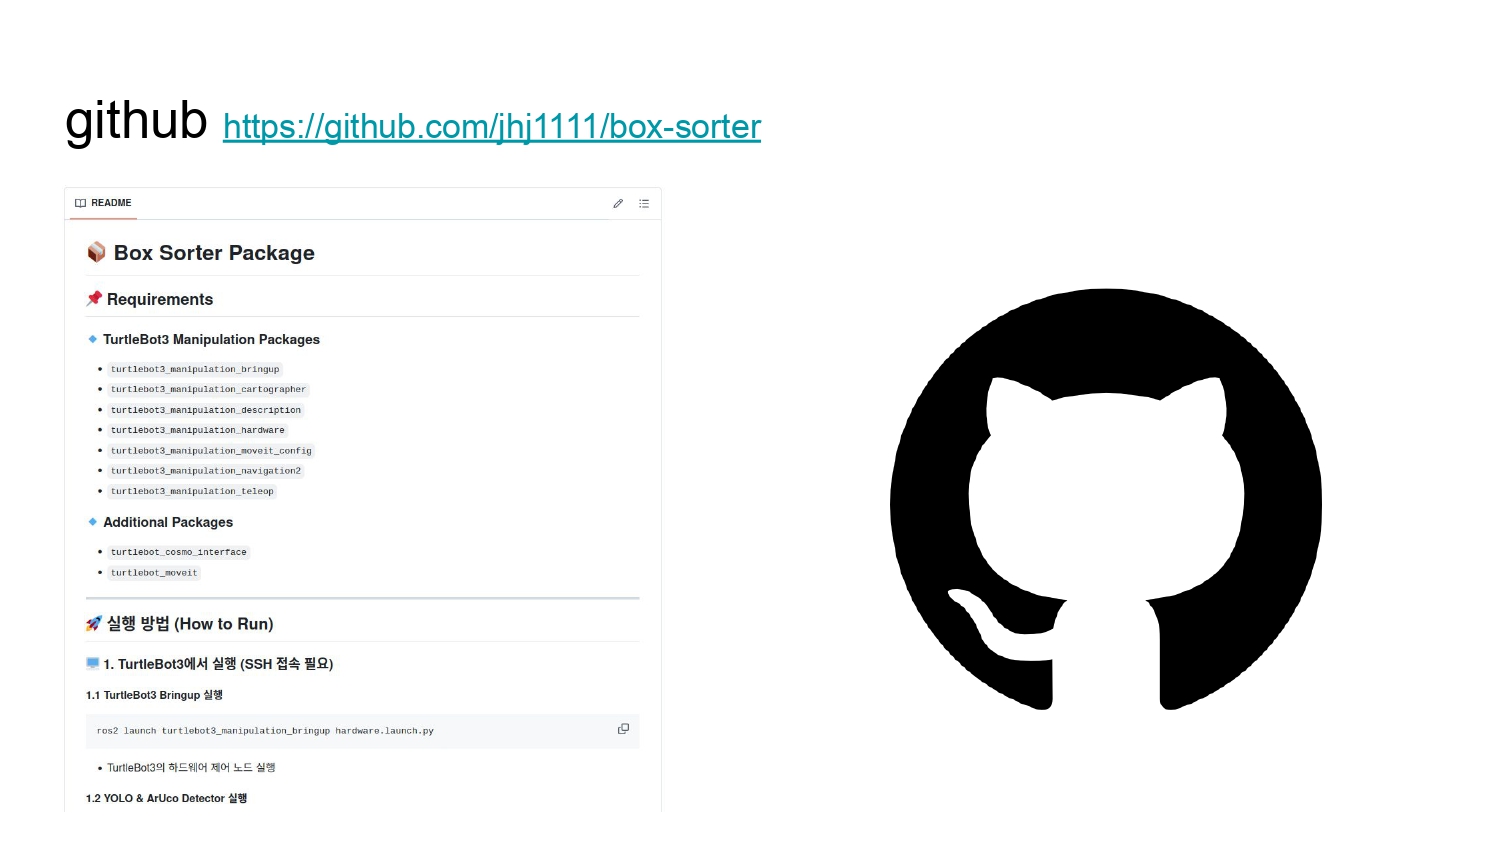 github https://github.com/jhj1111/box-sorter
README
Box Sorter Package
Requirements
TurtleBot3 Manipulation Packages
turtlebot3_manipulation_bringup
turtlebot3_manipulation_cartographer
turtlebot3_manipulation_description
turtlebot3_manipulation_hardware
turtlebot3_manipulation_moveit_config
turtlebot3_manipulation_navigation2
turtlebot3_manipulation_teleop
Additional Packages
turtlebot_cosmo_interface
turtlebot_moveit
실행 방법 (How to Run)
1. TurtleBot3에서 실행 (SSH 접속 필요)
1.1 TurtleBot3 Bringup 실행
ros2 launch turtlebot3_manipulation_bringup hardware.launch.py
TurtleBot3의 하드웨어 제어 노드 실행
1.2 YOLO & ArUco Detector 실행